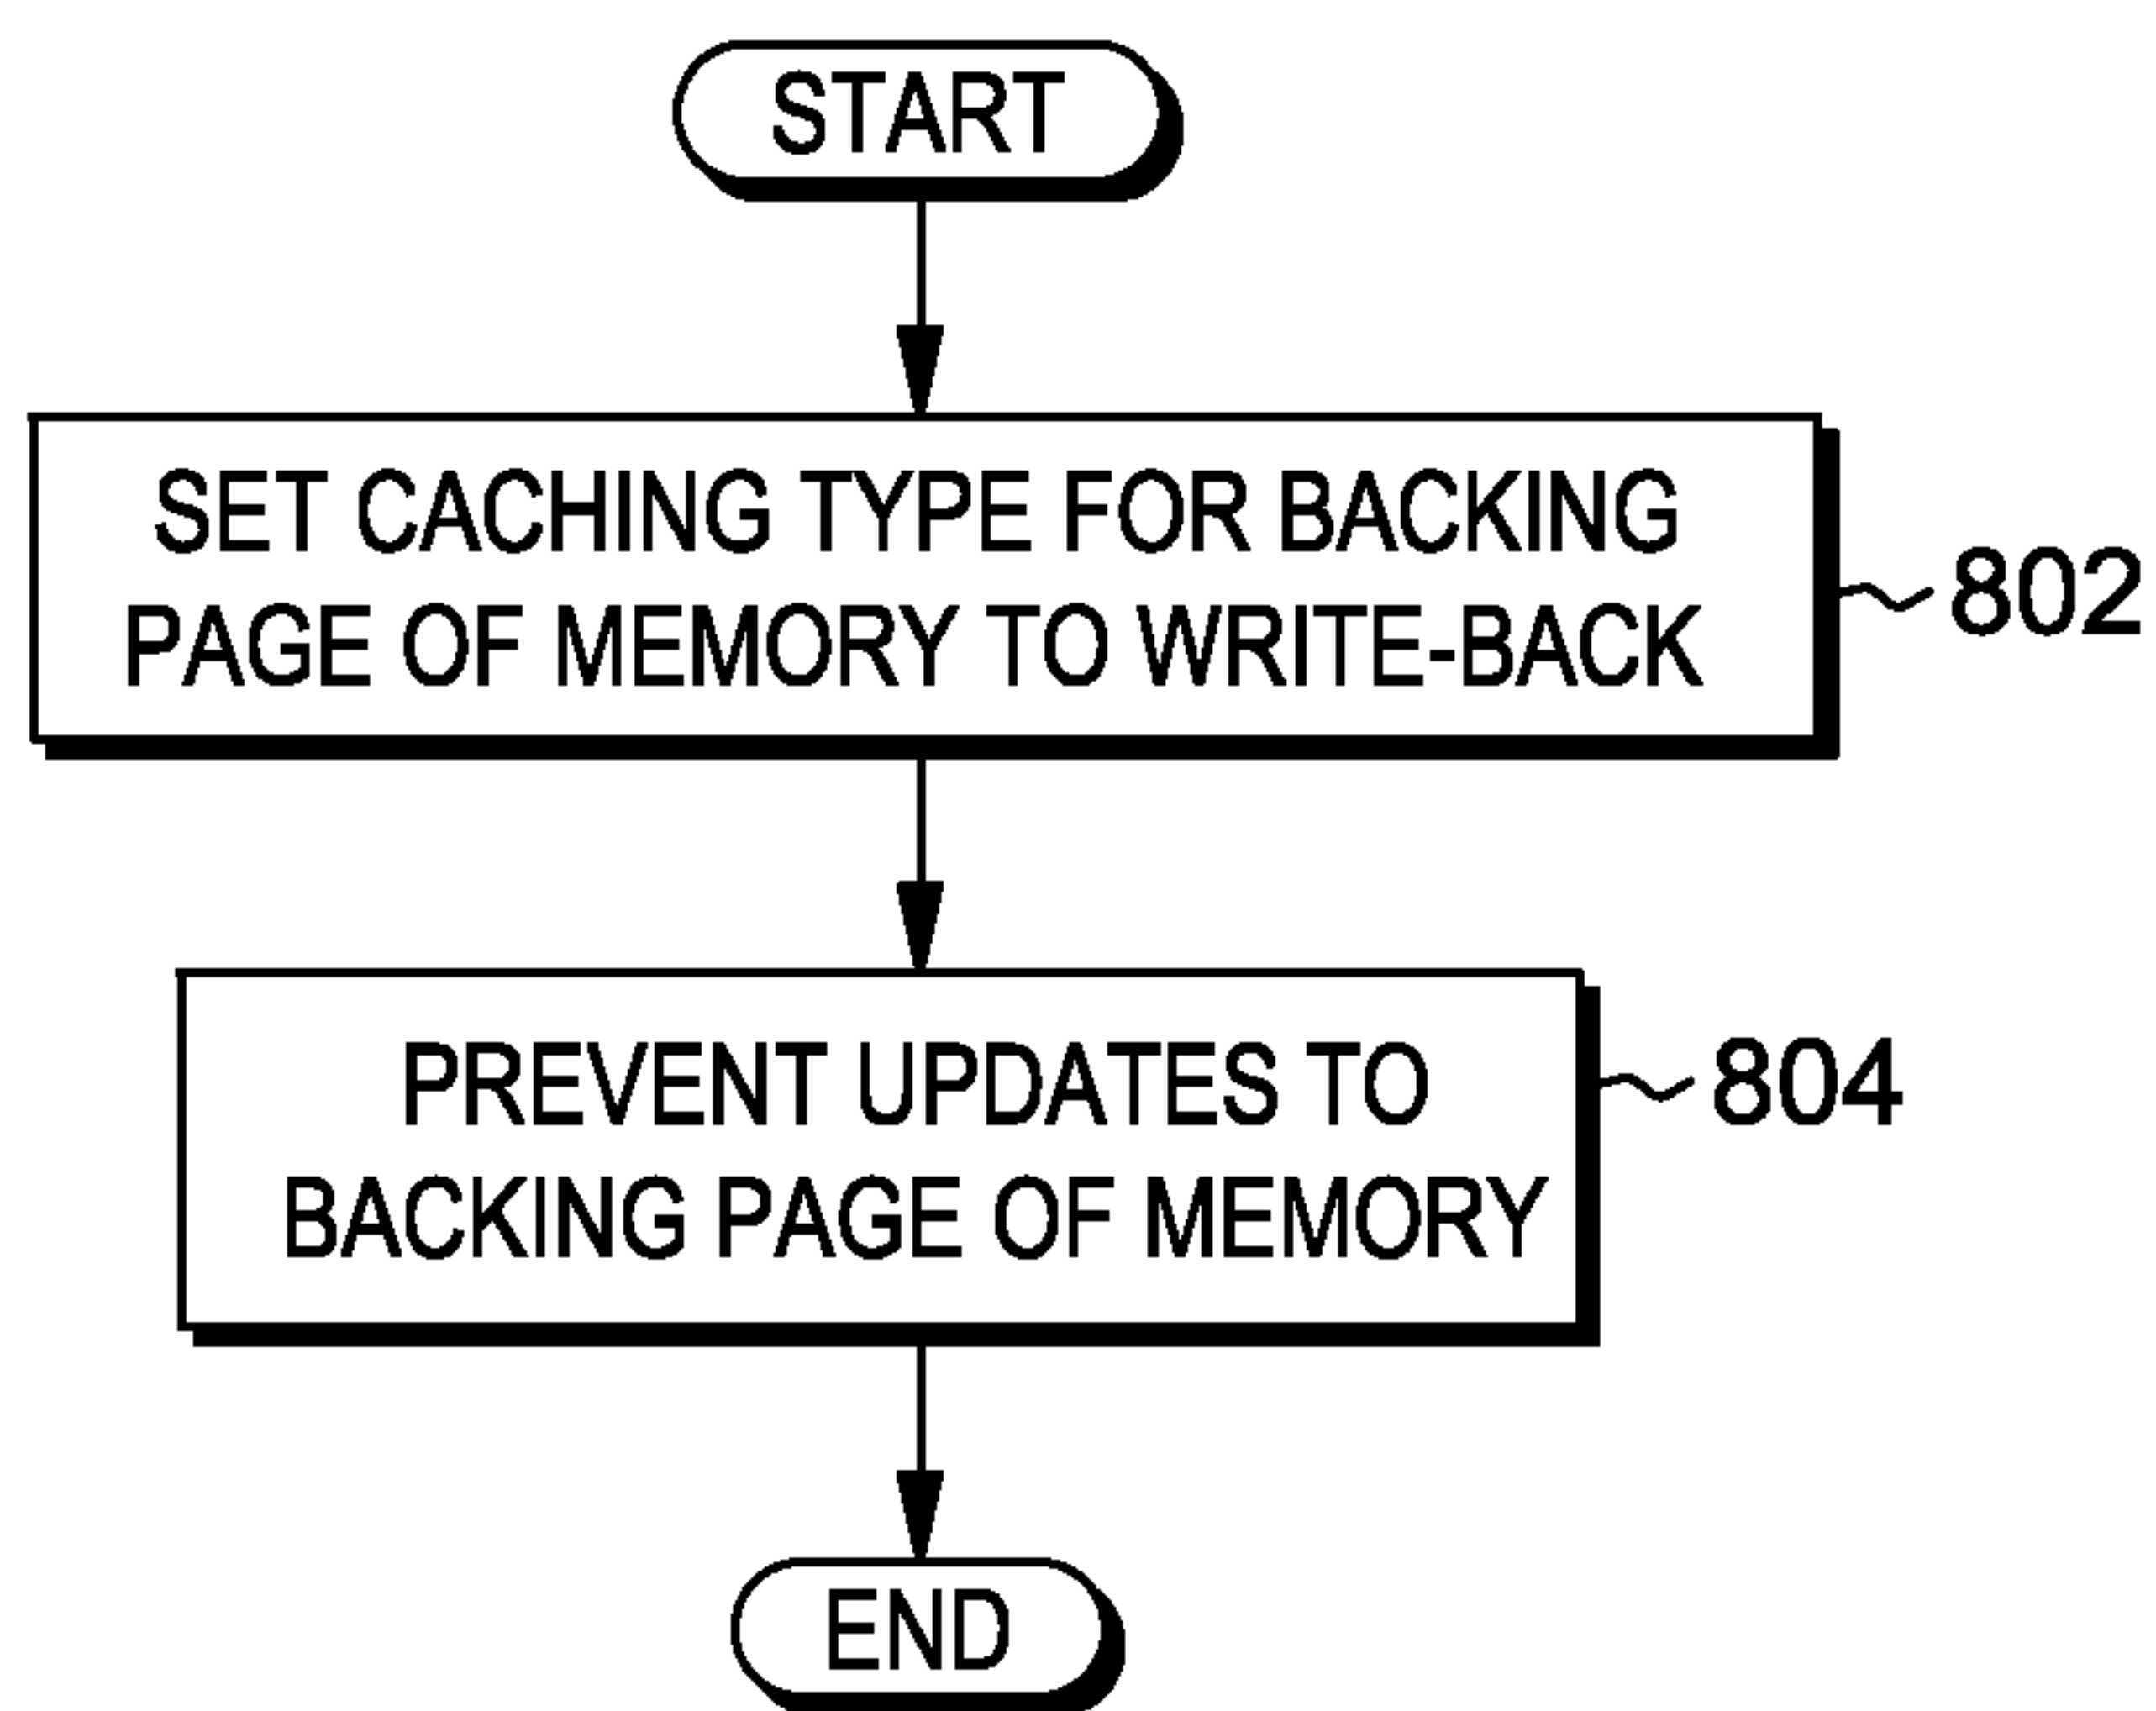 START
SET CACHING TYPE FOR BACKING
PAGE OF MEMORY TO WRITE-BACK
802
PREVENT UPDATES TO
BACKING PAGE OF MEMORY
804
END